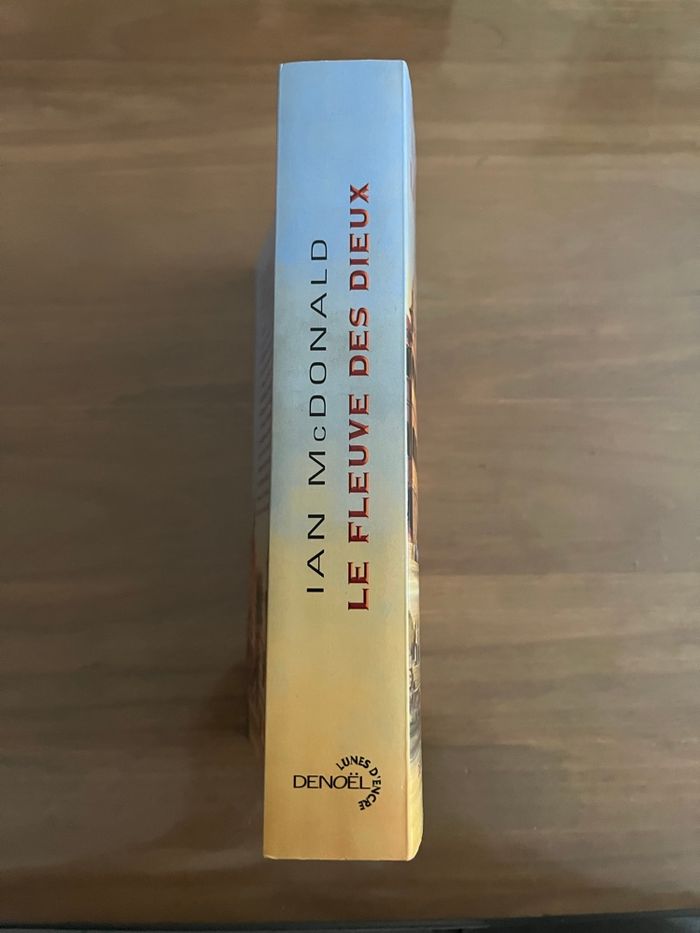 IAN McDONALD
LE FLEUVE DES DIEUX
DENOËL
LUNES D'ENCRE